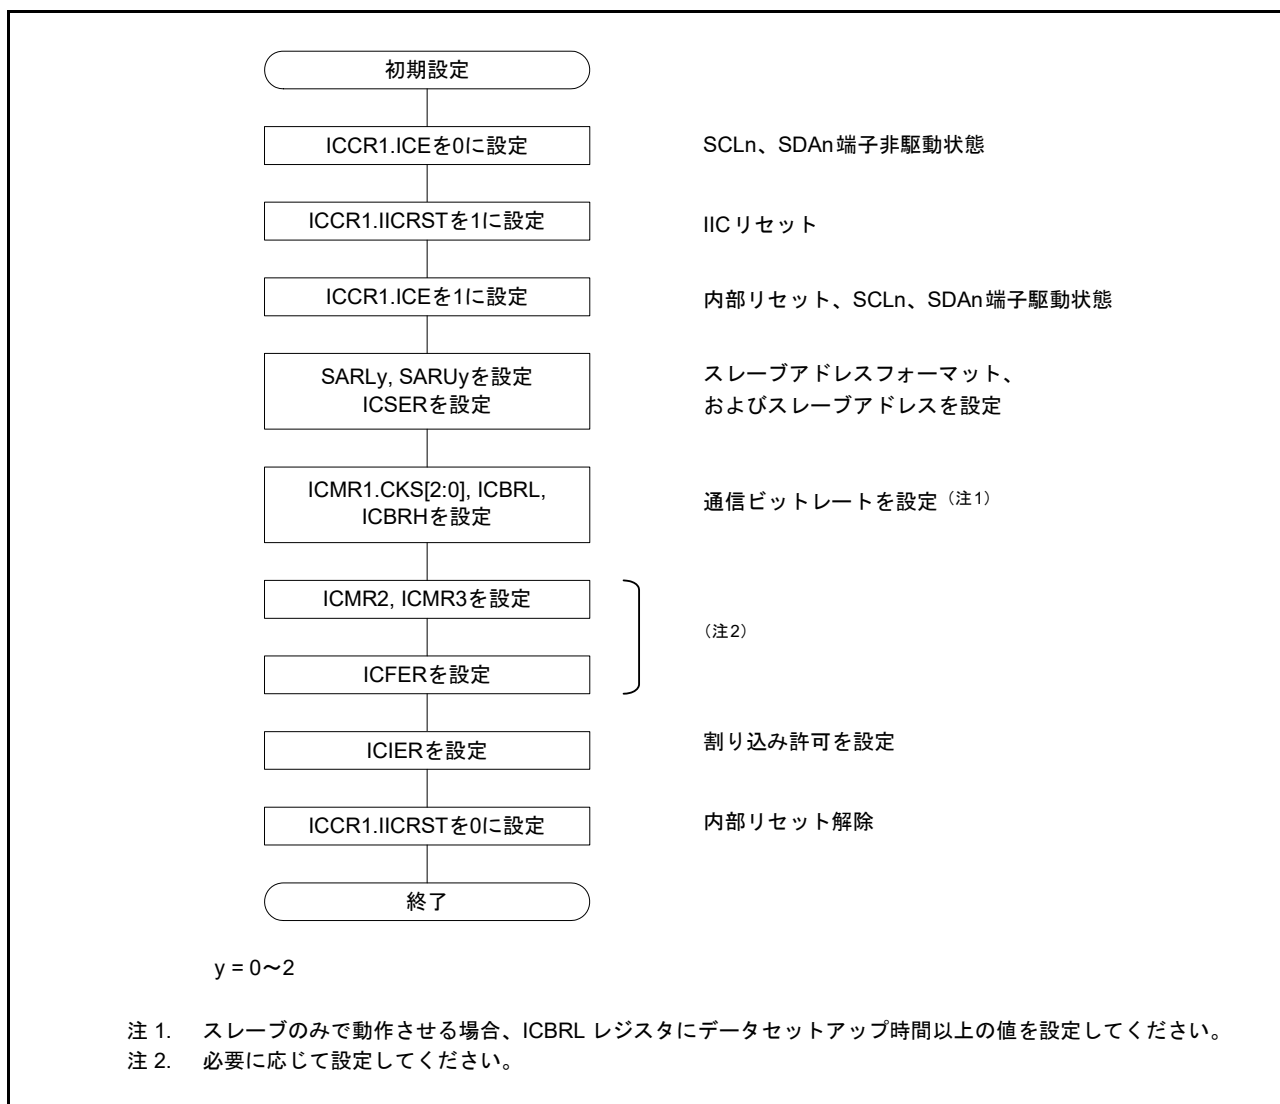 初期設定
ICCR1.ICEを0に設定
SCLn、SDAn端子非駆動状態
ICCR1.IICRSTを1に設定
IICリセット
ICCR1.ICEを1に設定
内部リセット、SCLn、SDAn端子駆動状態
SARLy, SARUyを設定
ICSERを設定
スレーブアドレスフォーマット、
およびスレーブアドレスを設定
ICMR1.CKS[2:0], ICBRL,
ICBRHを設定
通信ビットレートを設定（注1）
ICMR2, ICMR3を設定
（注2）
ICFERを設定
ICIERを設定
割り込み許可を設定
ICCR1.IICRSTを0に設定
内部リセット解除
終了
y = 0〜2
注 1. スレーブのみで動作させる場合、ICBRL レジスタにデータセットアップ時間以上の値を設定してください。
注 2. 必要に応じて設定してください。